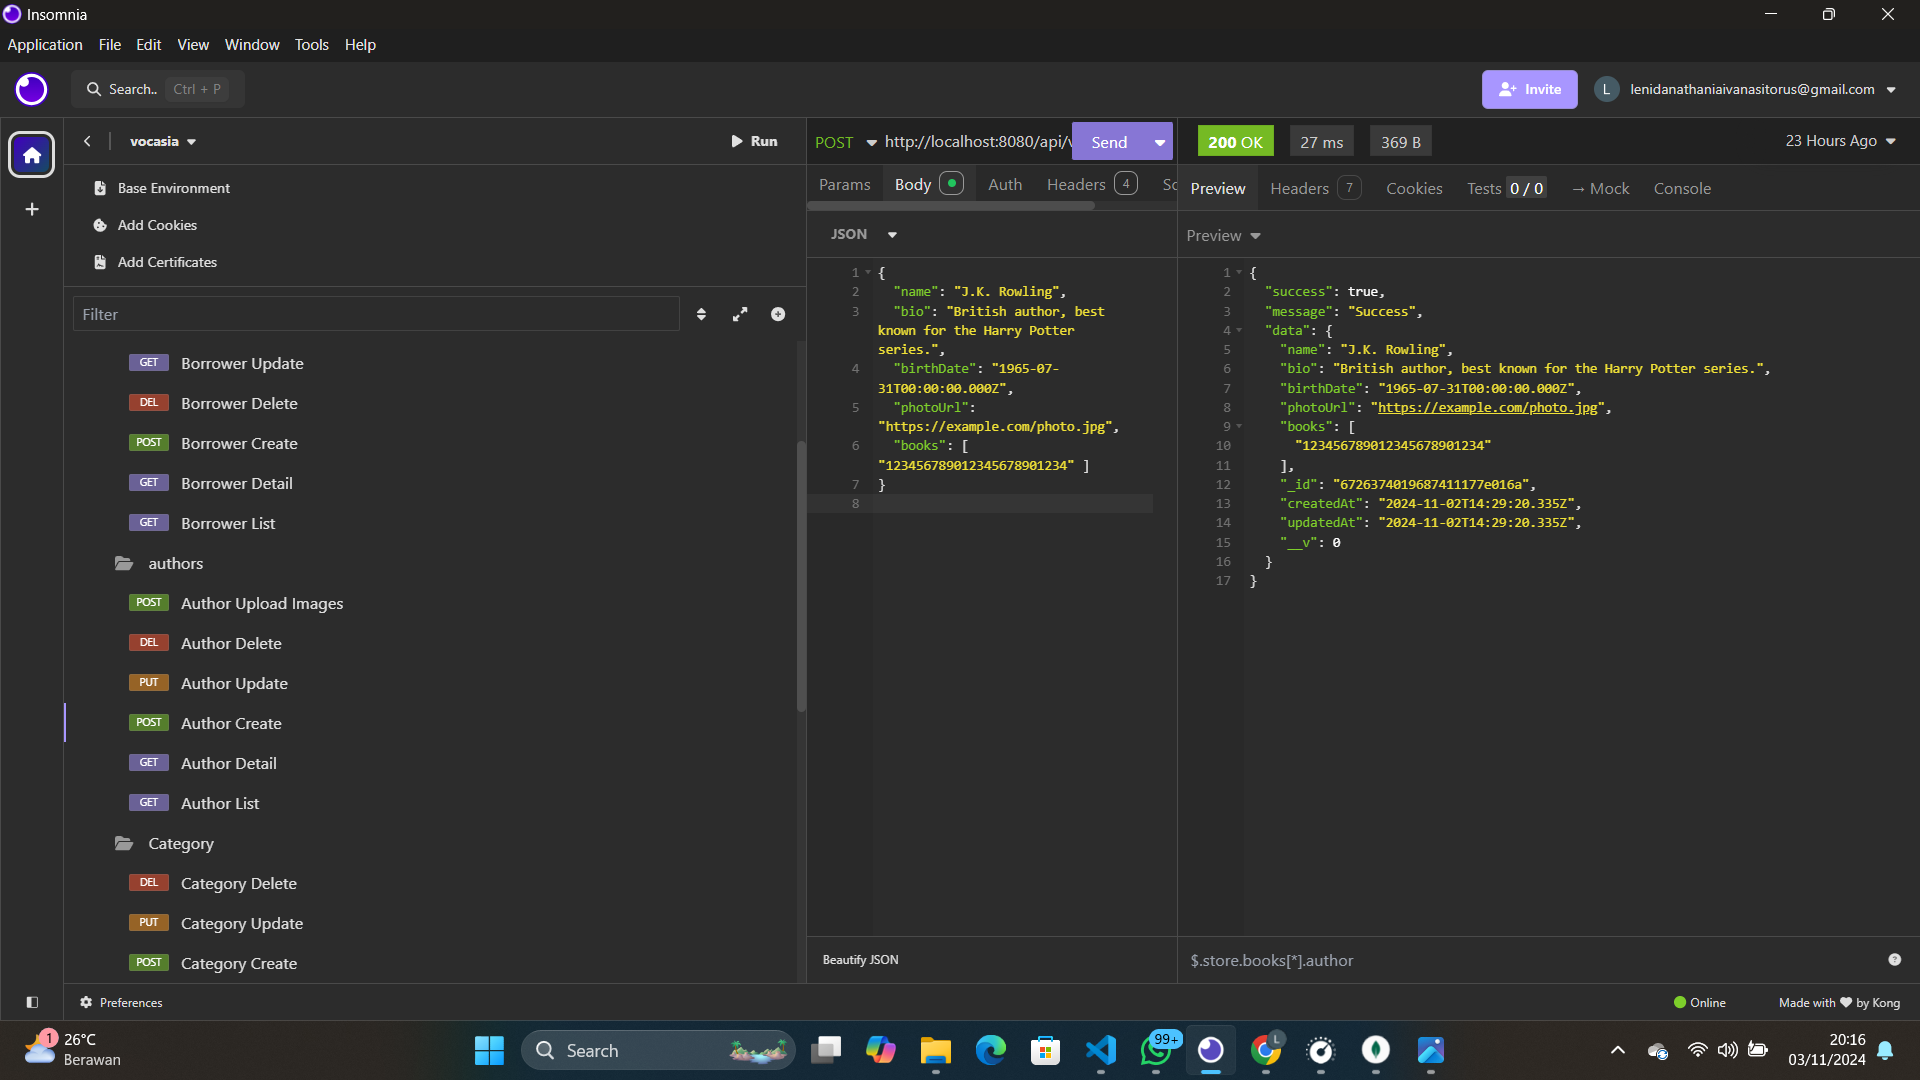 Insomnia
Application File Edit View Window Tools Help
Search.. Ctrl + P
Invite
L lenidanathaniaivanasitorus@gmail.com
vocasia
Run
Base Environment
Add Cookies
Add Certificates
Filter
GET Borrower Update
DEL Borrower Delete
POST Borrower Create
GET Borrower Detail
GET Borrower List
authors
POST Author Upload Images
DEL Author Delete
PUT Author Update
POST Author Create
GET Author Detail
GET Author List
Category
DEL Category Delete
PUT Category Update
POST Category Create
Preferences
POST http://localhost:8080/api/v Send
Params Body Auth Headers 4 Sc
JSON
1 {
2 "name": "J.K. Rowling",
3 "bio": "British author, best
known for the Harry Potter
series.",
4 "birthDate": "1965-07-
31T00:00:00.000Z",
5 "photoUrl":
"https://example.com/photo.jpg",
6 "books": [
"123456789012345678901234" ]
7 }
8
Beautify JSON
200 OK 27 ms 369 B 23 Hours Ago
Preview Headers 7 Cookies Tests 0 / 0 → Mock Console
Preview
1 {
2 "success": true,
3 "message": "Success",
4 "data": {
5 "name": "J.K. Rowling",
6 "bio": "British author, best known for the Harry Potter series.",
7 "birthDate": "1965-07-31T00:00:00.000Z",
8 "photoUrl": "https://example.com/photo.jpg",
9 "books": [
10 "123456789012345678901234"
11 ],
12 "_id": "6726374019687411177e016a",
13 "createdAt": "2024-11-02T14:29:20.335Z",
14 "updatedAt": "2024-11-02T14:29:20.335Z",
15 "__v": 0
16 }
17 }
$.store.books[*].author
Online
Made with ❤ by Kong
1
26°C
Berawan
Search
99+
L
20:16
03/11/2024